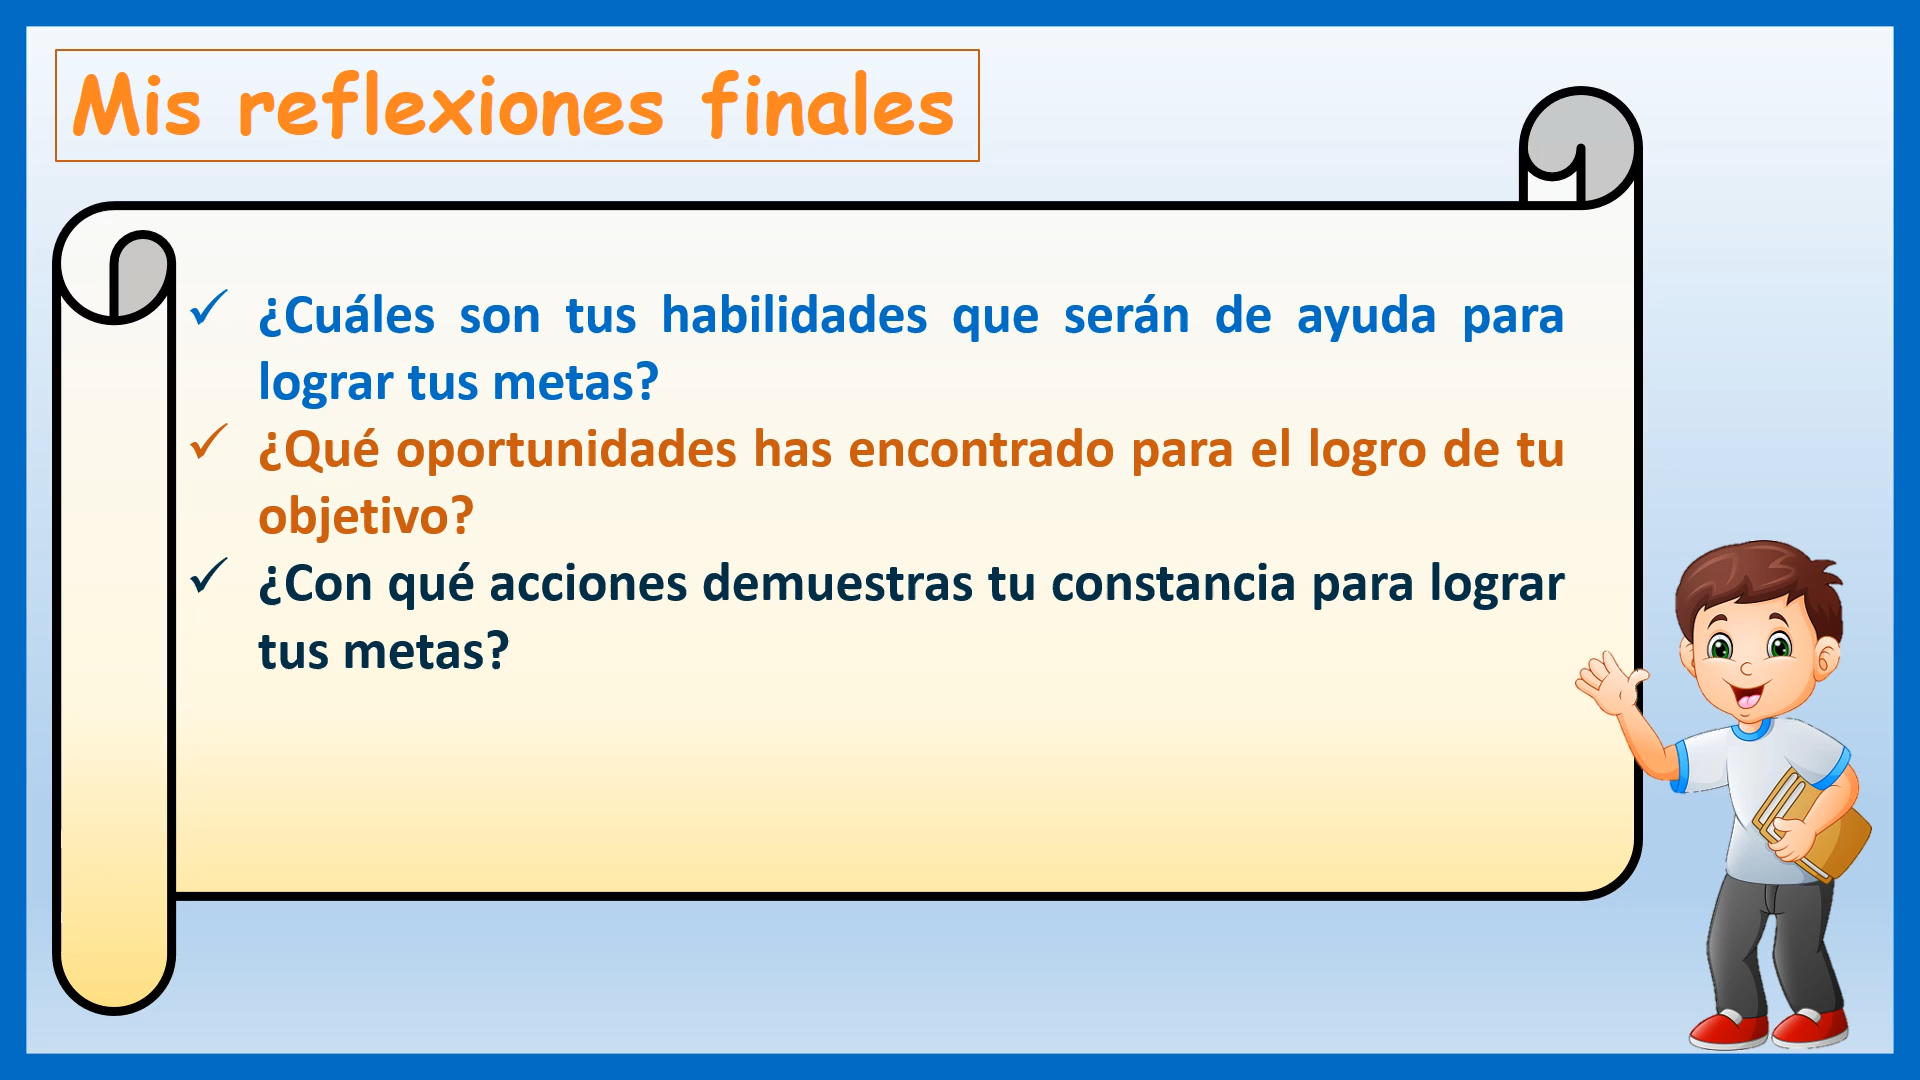 Mis reflexiones finales
✓ ¿Cuáles son tus habilidades que serán de ayuda para
lograr tus metas?
✓ ¿Qué oportunidades has encontrado para el logro de tu
objetivo?
✓ ¿Con qué acciones demuestras tu constancia para lograr
tus metas?